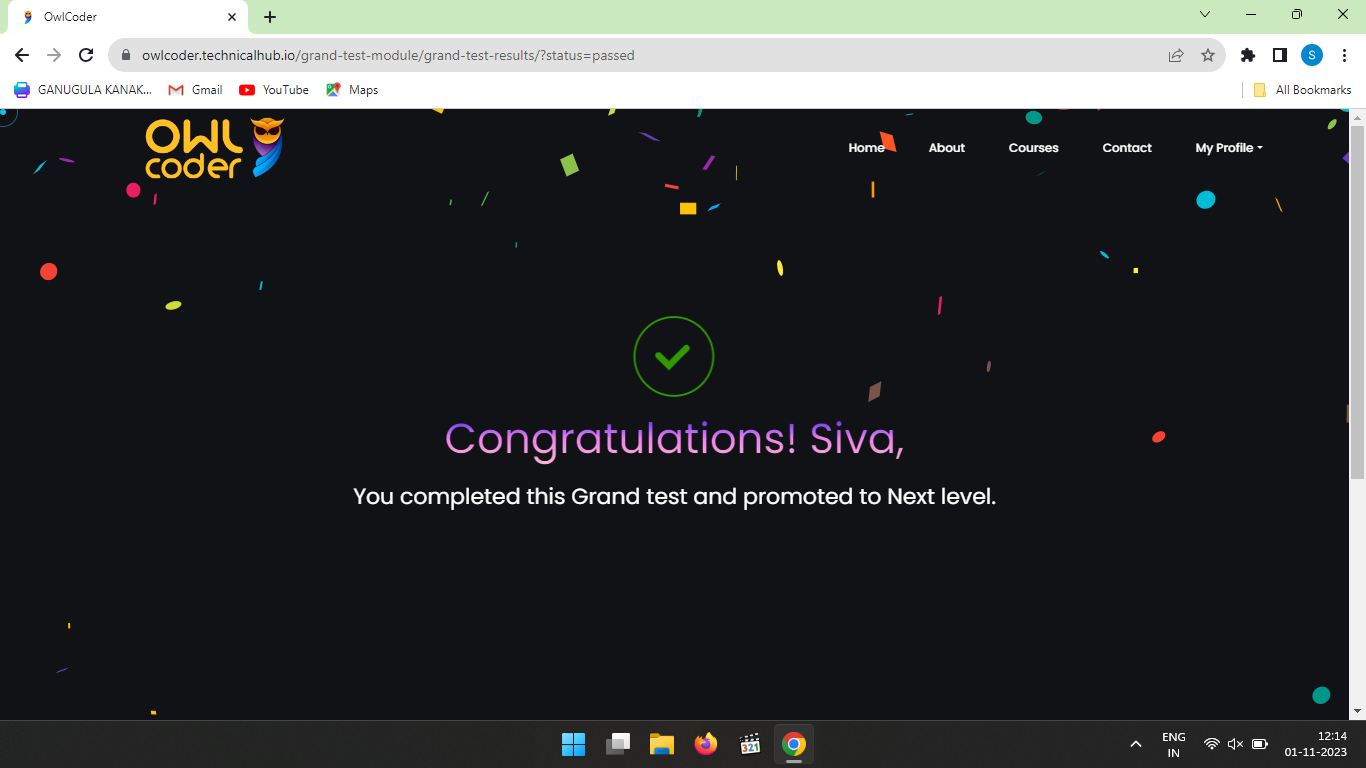 OwlCoder
owlcoder.technicalhub.io/grand-test-module/grand-test-results/?status=passed
S
GANUGULA KANAK...
Gmail
YouTube
Maps
All Bookmarks
OWL
coder
Home
About
Courses
Contact
My Profile
Congratulations! Siva,
You completed this Grand test and promoted to Next level.
321
ENG
IN
12:14
01-11-2023